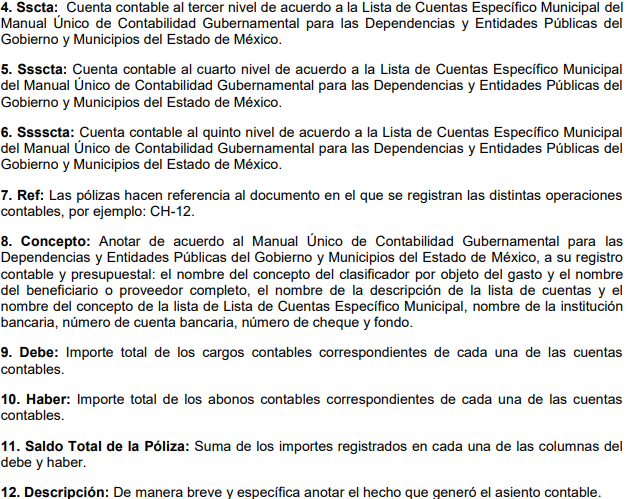 4. Sscta: Cuenta contable al tercer nivel de acuerdo a la Lista de Cuentas Específico Municipal del
Manual Único de Contabilidad Gubernamental para las Dependencias y Entidades Públicas del
Gobierno y Municipios del Estado de México.
5. Ssscta: Cuenta contable al cuarto nivel de acuerdo a la Lista de Cuentas Específico Municipal
del Manual Único de Contabilidad Gubernamental para las Dependencias y Entidades Públicas del
Gobierno y Municipios del Estado de México.
6. Sssscta: Cuenta contable al quinto nivel de acuerdo a la Lista de Cuentas Específico Municipal
del Manual Único de Contabilidad Gubernamental para las Dependencias y Entidades Públicas del
Gobierno y Municipios del Estado de México.
7. Ref: Las pólizas hacen referencia al documento en el que se registran las distintas operaciones
contables, por ejemplo: CH-12.
8. Concepto: Anotar de acuerdo al Manual Único de Contabilidad Gubernamental para las
Dependencias y Entidades Públicas del Gobierno y Municipios del Estado de México, a su registro
contable y presupuestal: el nombre del concepto del clasificador por objeto del gasto y el nombre
del beneficiario o proveedor completo, el nombre de la descripción de la lista de cuentas y el
nombre del concepto de la lista de Lista de Cuentas Específico Municipal, nombre de la institución
bancaria, número de cuenta bancaria, número de cheque y fondo.
9. Debe: Importe total de los cargos contables correspondientes de cada una de las cuentas
contables.
10. Haber: Importe total de los abonos contables correspondientes de cada una de las cuentas
contables.
11. Saldo Total de la Póliza: Suma de los importes registrados en cada una de las columnas del
debe y haber.
12. Descripción: De manera breve y específica anotar el hecho que generó el asiento contable.